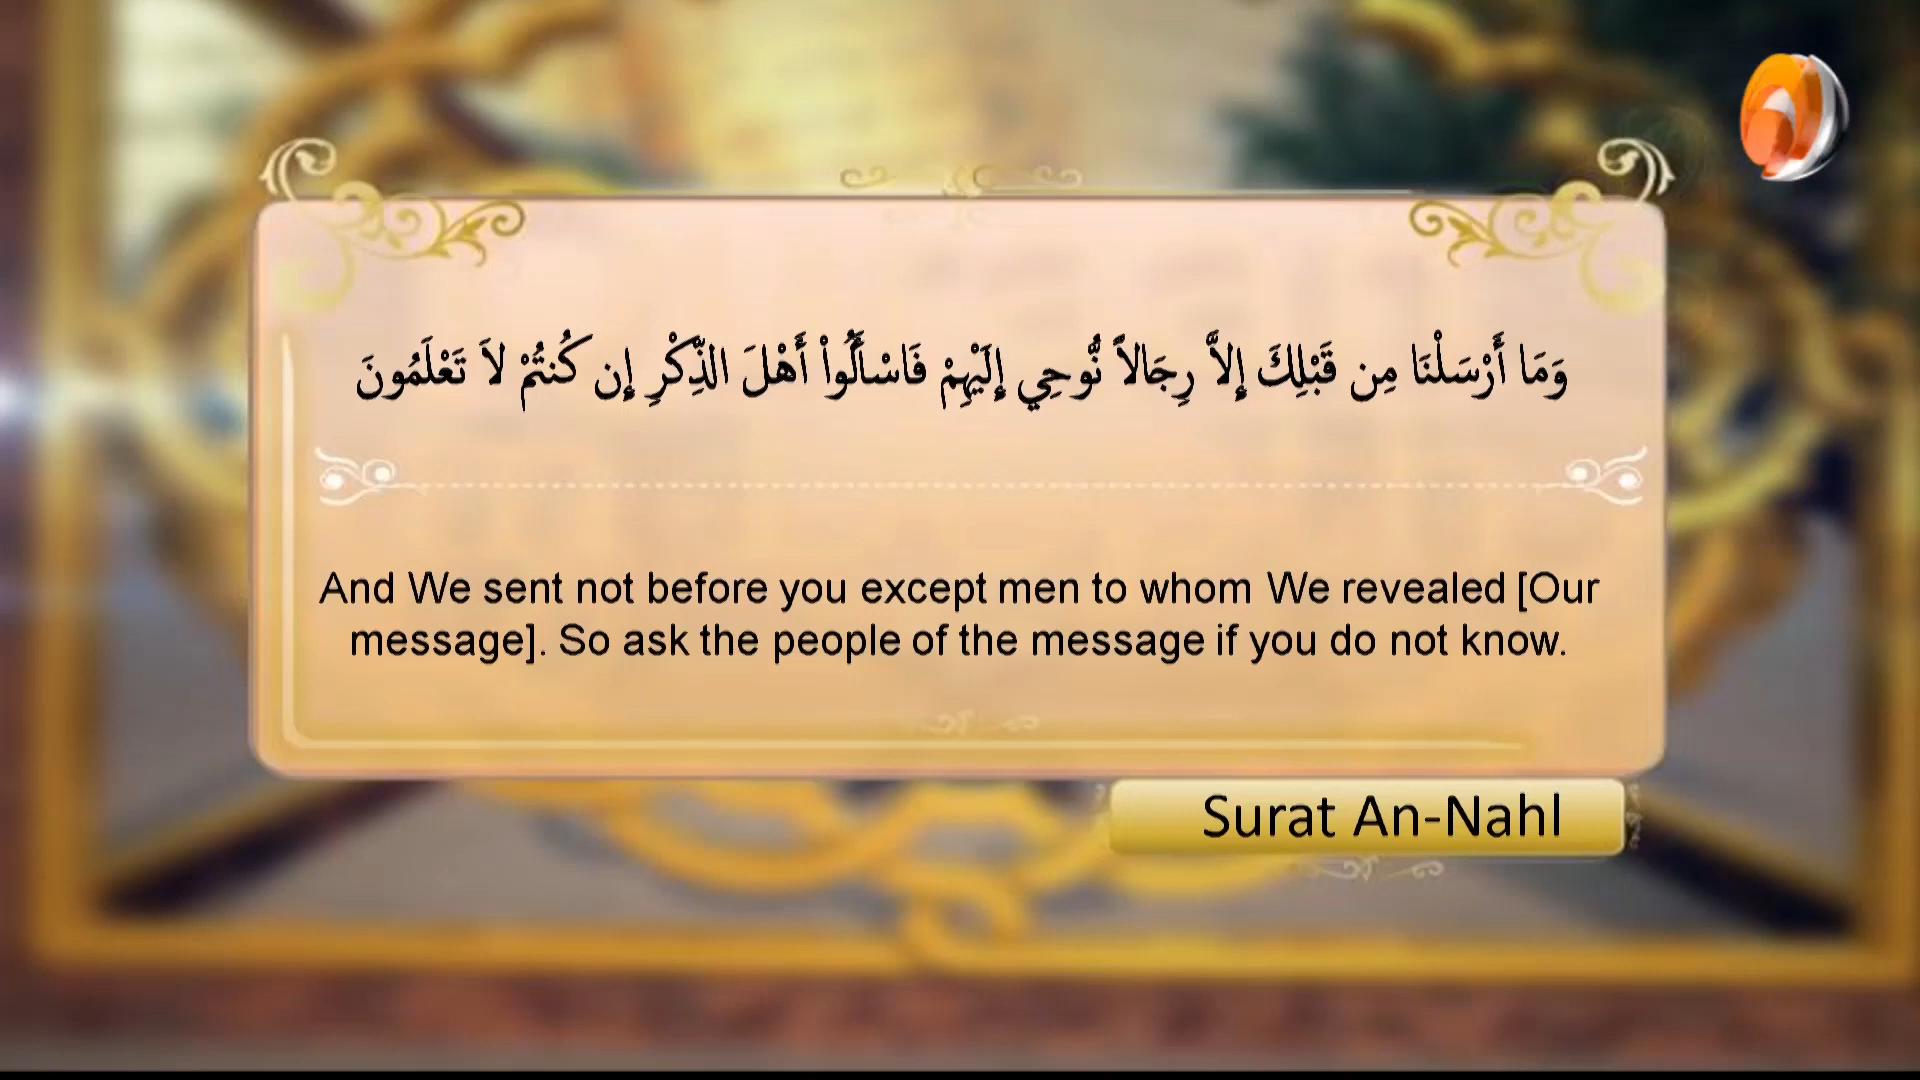 وَمَا أَرْسَلْنَا مِن قَبْلِكَ إِلاَّ رِجَالاً نُّوحِي إِلَيْهِمْ فَاسْأَلُواْ أَهْلَ الذِّكْرِ إِن كُنتُمْ لاَ تَعْلَمُونَ
And We sent not before you except men to whom We revealed [Our
message]. So ask the people of the message if you do not know.
Surat An-Nahl